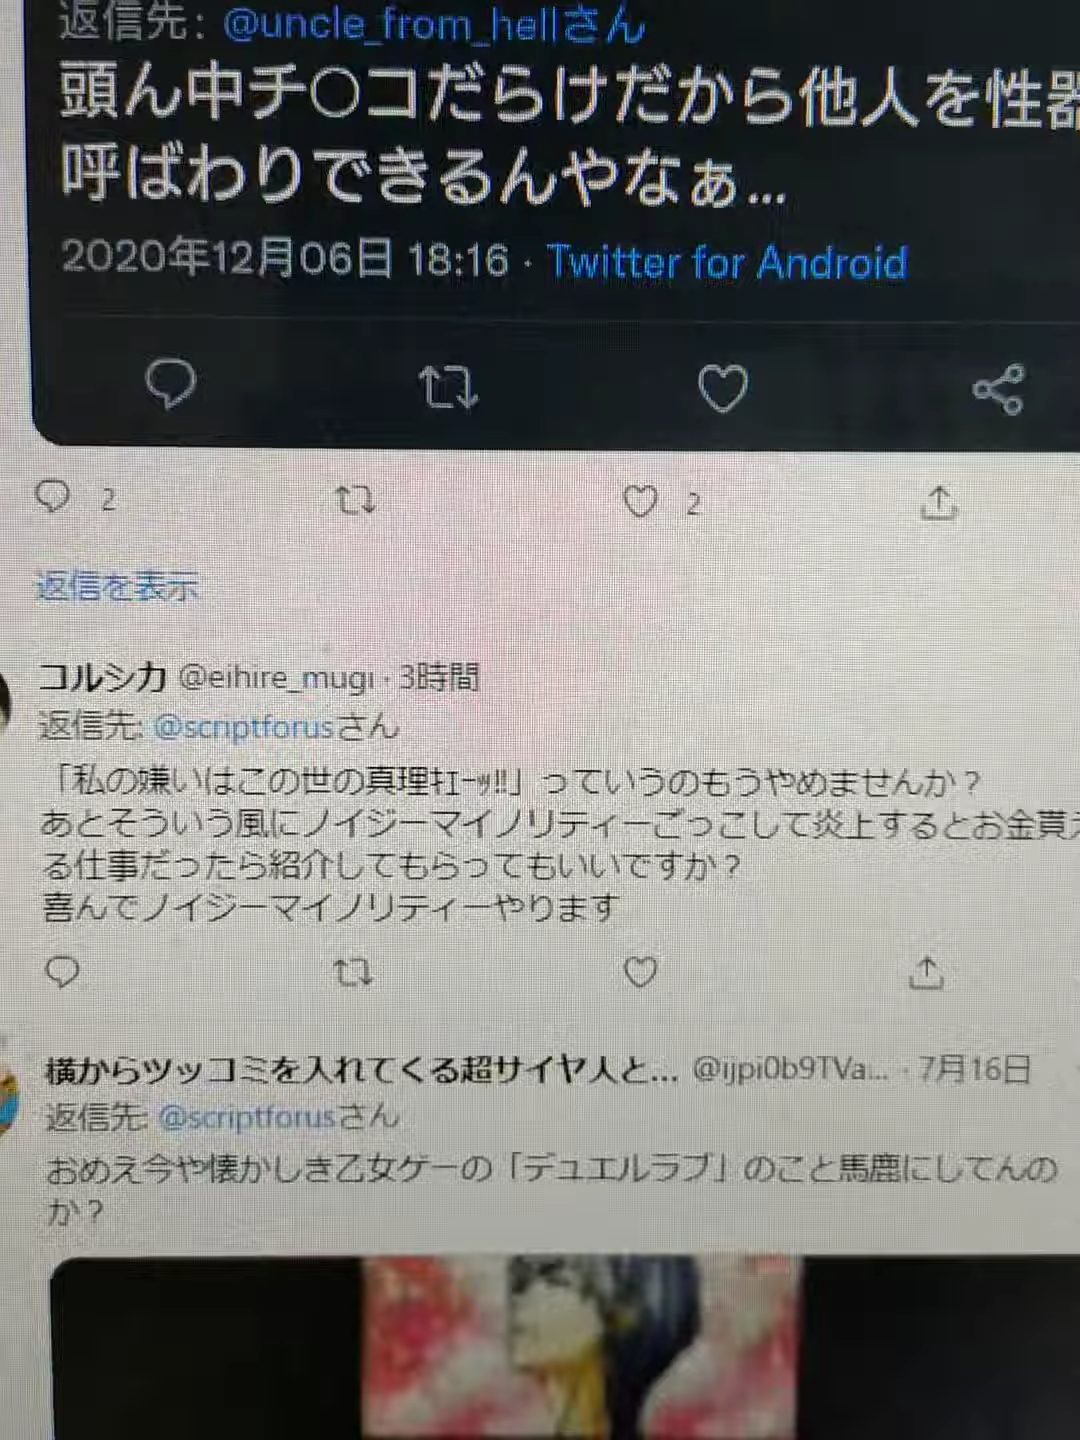 返信先: @uncle_from_hellさん
頭ん中チ〇コだらけだから他人を性器
呼ばわりできるんやなぁ...
2020年12月06日 18:16・Twitter for Android
2
2
返信を表示
コルシカ @eihire_mugi・3時間
返信先: @scriptforusさん
「私の嫌いはこの世の真理ｷｴｰｯ!!」っていうのもうやめませんか？
あとそういう風にノイジーマイノリティーごっこして炎上するとお金貰え
る仕事だったら紹介してもらってもいいですか？
喜んでノイジーマイノリティーやります
横からツッコミを入れてくる超サイヤ人と... @ijpi0b9TVa...・7月16日
返信先: @scriptforusさん
おめえ今や懐かしき乙女ゲーの「デュエルラブ」のこと馬鹿にしてんの
か？